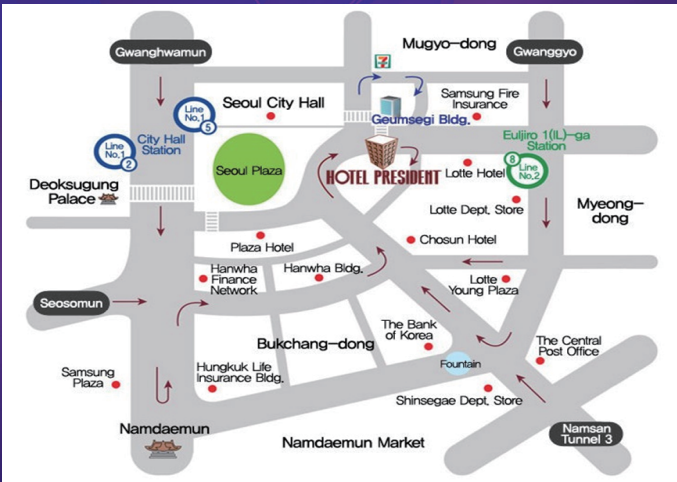 Gwanghwamun
Mugyo-dong
Gwanggyo
7
Line
No.1
5
Seoul City Hall
Samsung Fire
Insurance
Geumsegi Bldg.
City Hall
Station
Line
No.1
2
Euljiro 1(IL)-ga
Station
8
Line
No.2
Seoul Plaza
HOTEL PRESIDENT
Lotte Hotel
Deoksugung
Palace
Lotte Dept. Store
Myeong-
dong
Plaza Hotel
Chosun Hotel
Hanwha
Finance
Network
Hanwha Bldg.
Lotte
Young Plaza
Seosomun
The Bank
of Korea
Bukchang-dong
The Central
Post Office
Fountain
Samsung
Plaza
Hungkuk Life
Insurance Bldg.
Shinsegae Dept. Store
Namdaemun
Namdaemun Market
Namsan
Tunnel 3